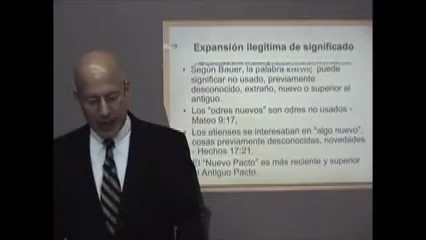 Expansión ilegítima de significado
Según Bauer, la palabra καινος puede
significar no usado, previamente
desconocido, extraño, nuevo o superior al
antiguo.
Los "odres nuevos" son odres no usados -
Mateo 9:17,
Los atienses se interesaban en "algo nuevo",
cosas previamente desconocidas, novedades
- Hechos 17:21.
El "Nuevo Pacto" es más reciente y superior
al Antiguo Pacto.